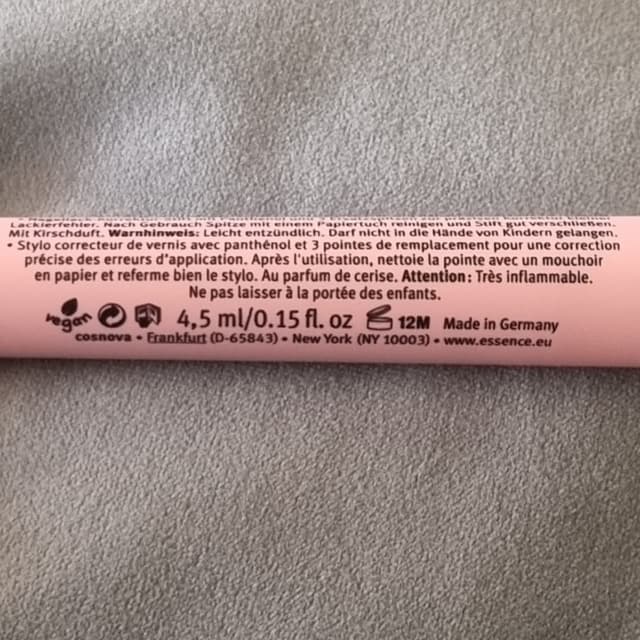 Lackierfehler. Nach Gebrauch Spitze mit einem Papiertuch reinigen und Stift gut verschließen.
Mit Kirschduft. Warnhinweis: Leicht entzündlich. Darf nicht in die Hände von Kindern gelangen.
• Stylo correcteur de vernis avec panthénol et 3 pointes de remplacement pour une correction
précise des erreurs d'application. Après l'utilisation, nettoie la pointe avec un mouchoir
en papier et referme bien le stylo. Au parfum de cerise. Attention: Très inflammable.
Ne pas laisser à la portée des enfants.
vegan 4,5 ml/0.15 fl. oz 12M Made in Germany
cosnova • Frankfurt (D-65843) • New York (NY 10003) • www.essence.eu